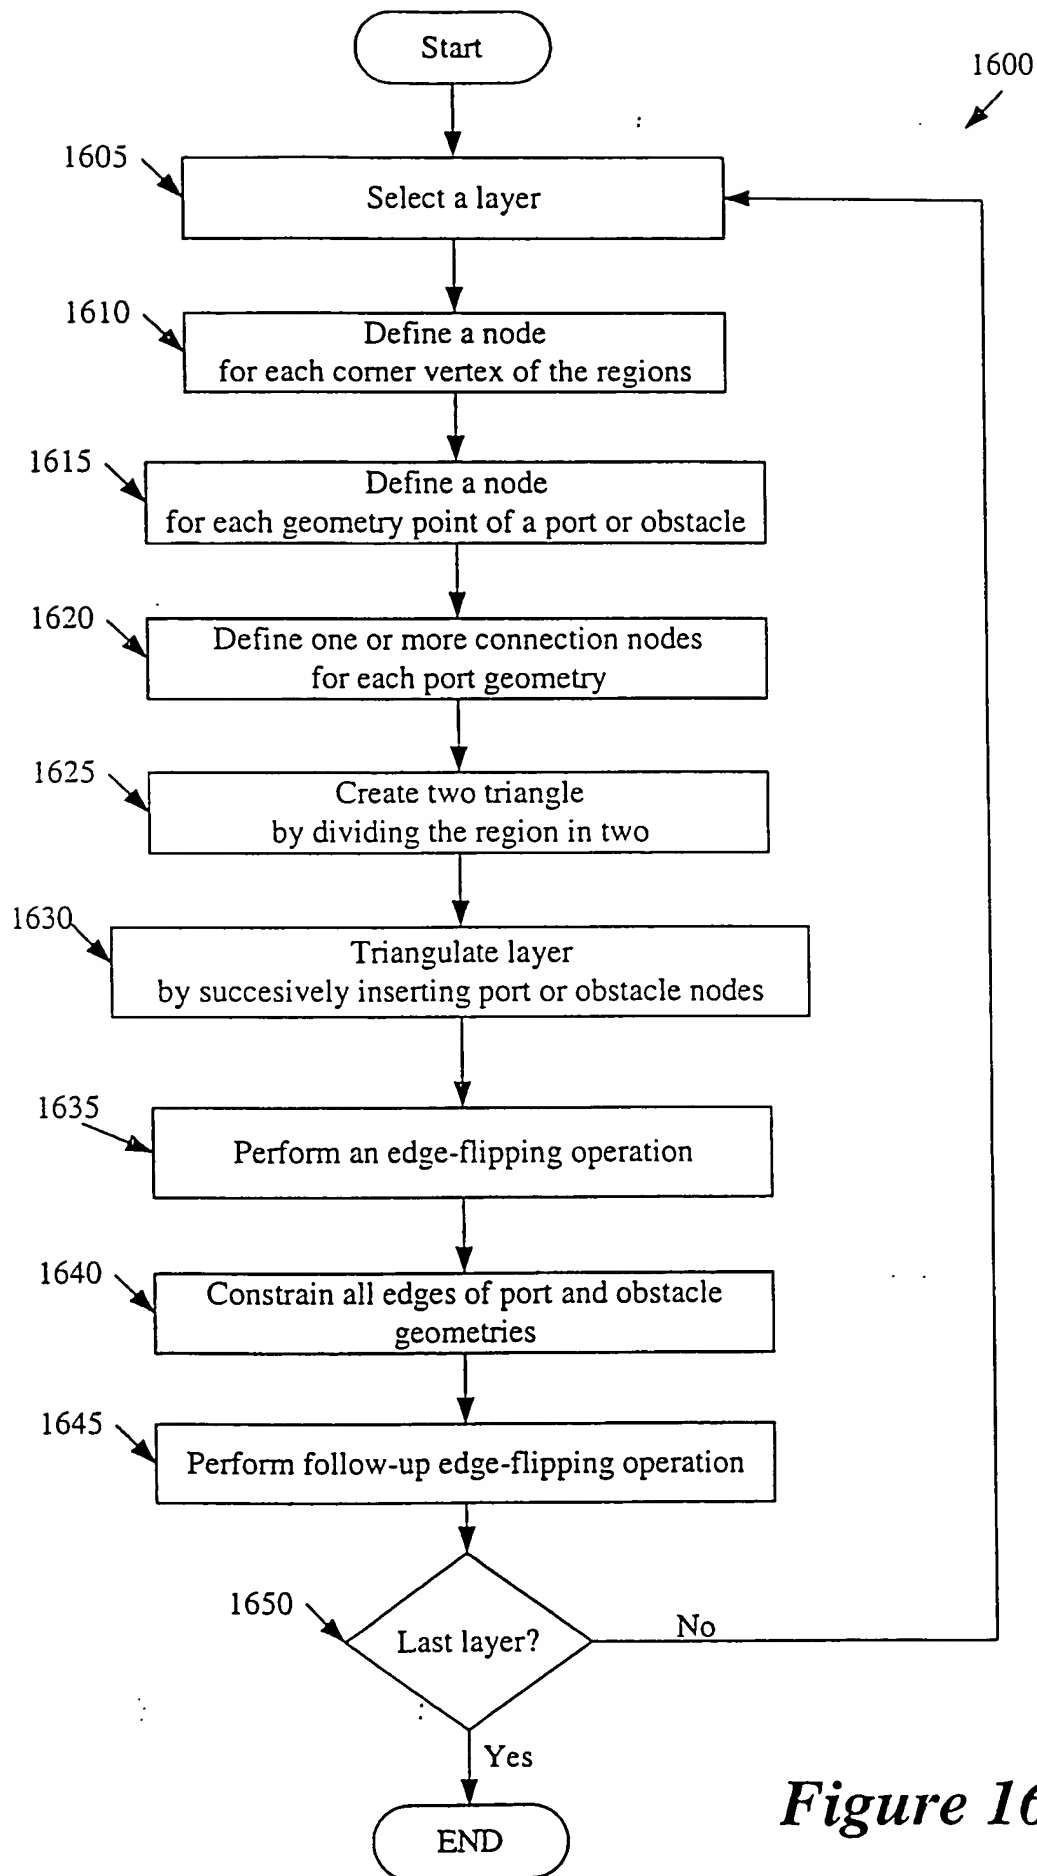 Start
1600
1605
Select a layer
1610
Define a node
for each corner vertex of the regions
1615
Define a node
for each geometry point of a port or obstacle
1620
Define one or more connection nodes
for each port geometry
1625
Create two triangle
by dividing the region in two
1630
Triangulate layer
by succesively inserting port or obstacle nodes
1635
Perform an edge-flipping operation
1640
Constrain all edges of port and obstacle
geometries
1645
Perform follow-up edge-flipping operation
1650
Last layer?
No
Yes
END
Figure 16